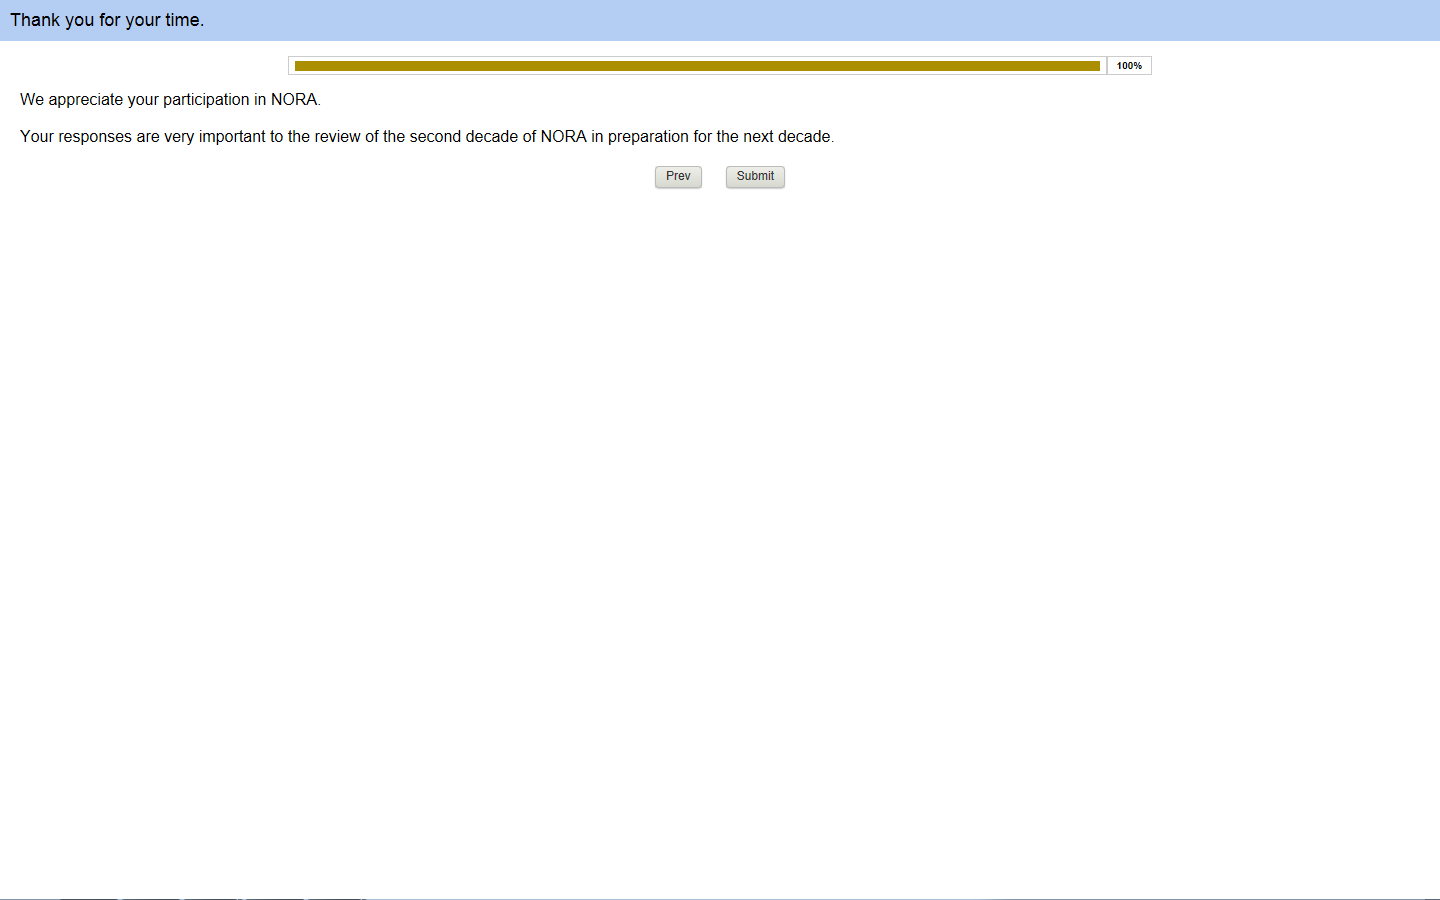 Thank you for your time.
100%
We appreciate your participation in NORA.
Your responses are very important to the review of the second decade of NORA in preparation for the next decade.
Prev
Submit